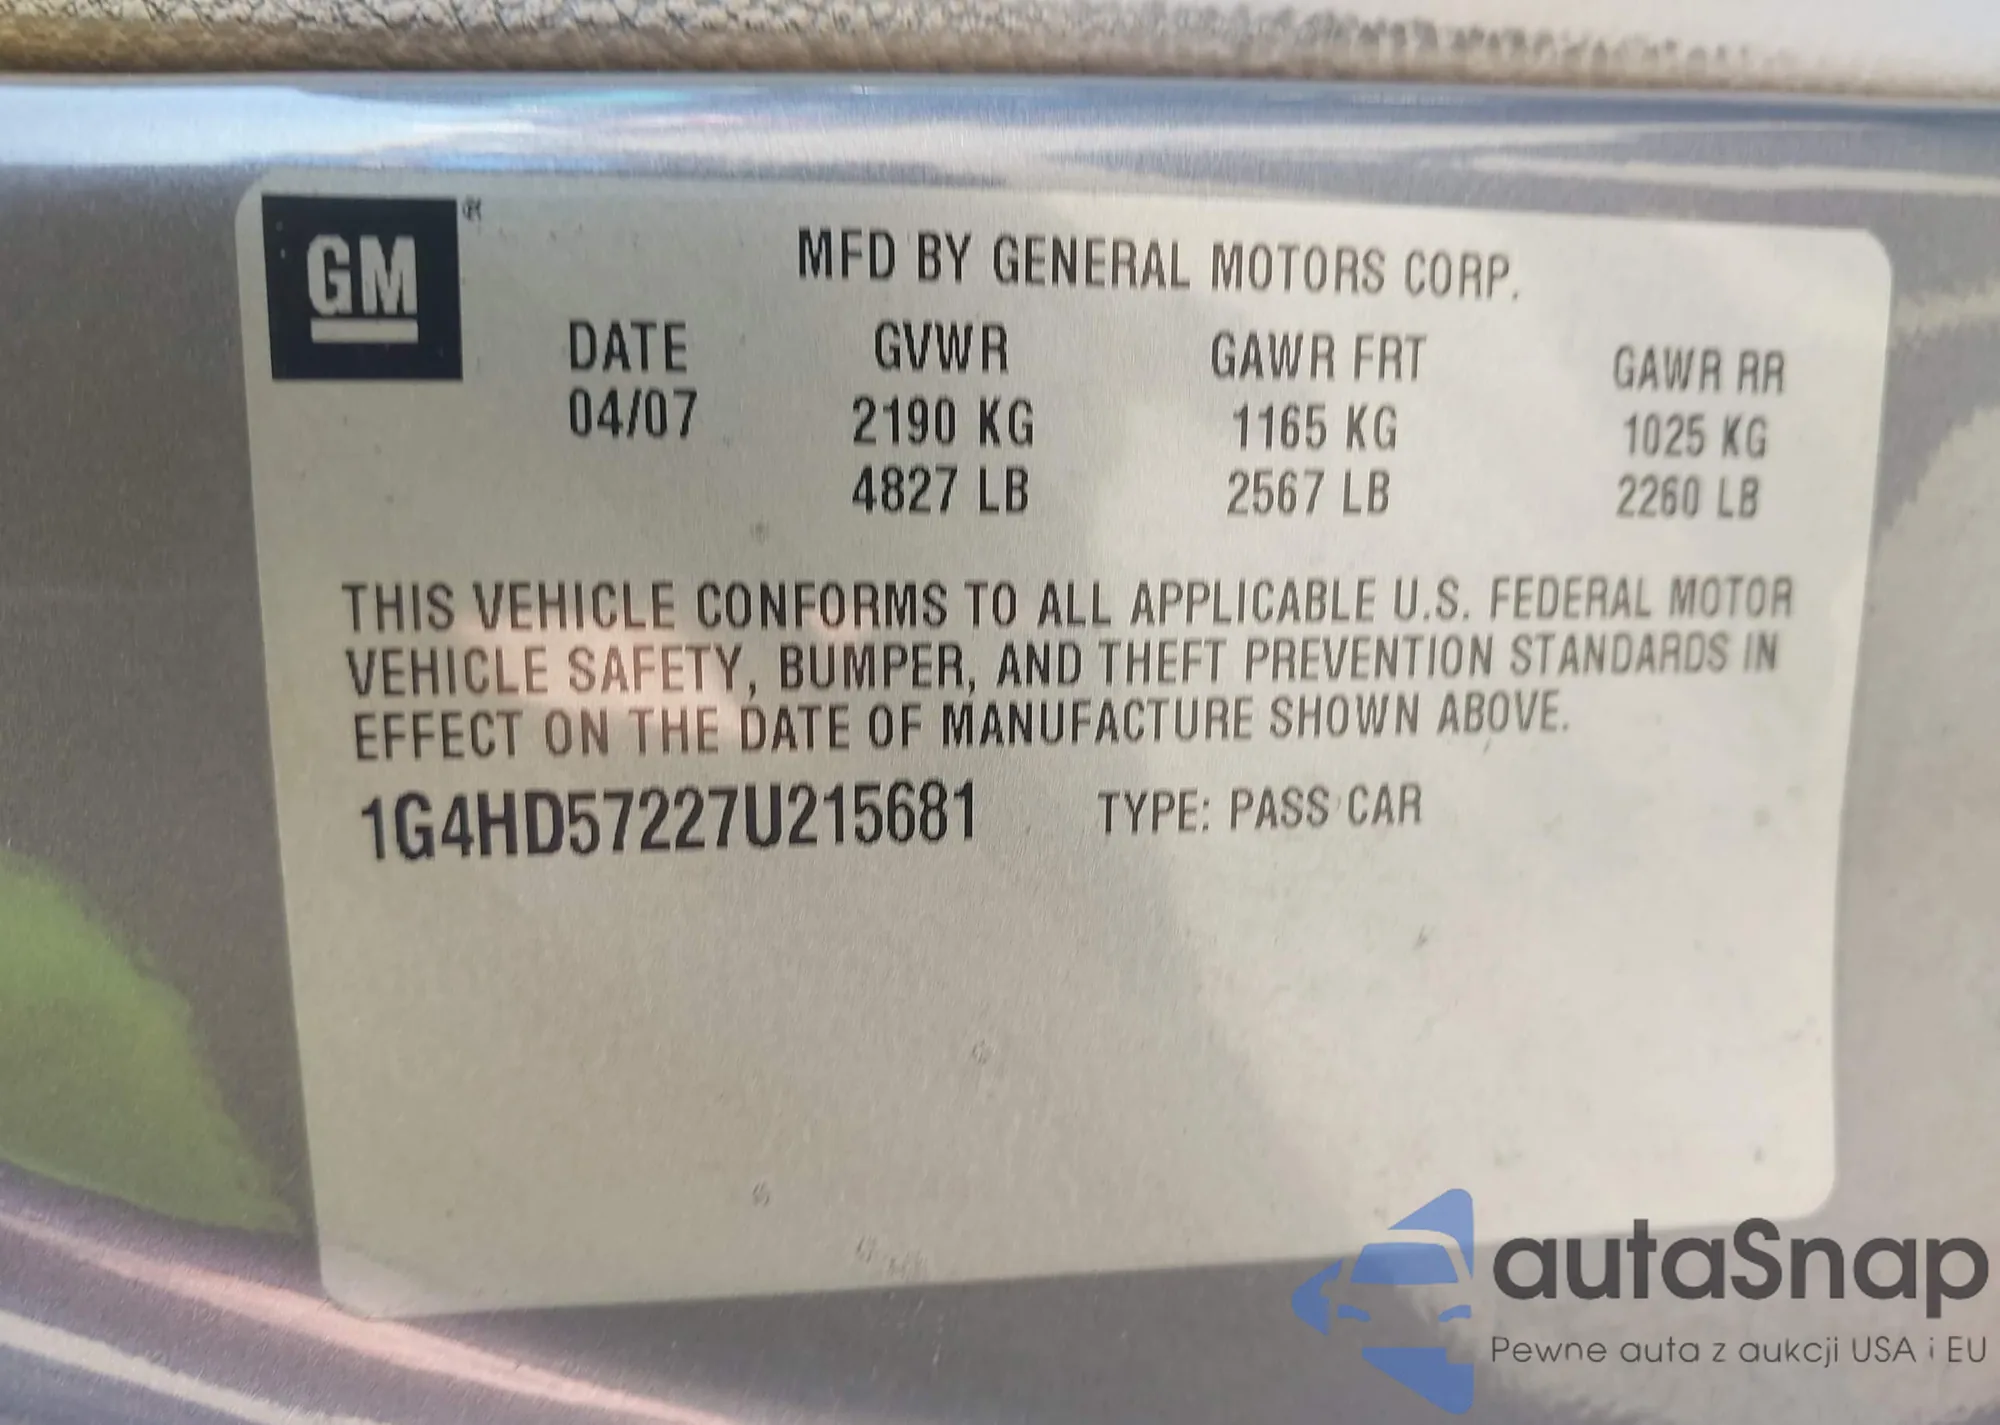 GM ®
MFD BY GENERAL MOTORS CORP.
DATE GVWR GAWR FRT GAWR RR
04/07 2190 KG 1165 KG 1025 KG
4827 LB 2567 LB 2260 LB
THIS VEHICLE CONFORMS TO ALL APPLICABLE U.S. FEDERAL MOTOR
VEHICLE SAFETY, BUMPER, AND THEFT PREVENTION STANDARDS IN
EFFECT ON THE DATE OF MANUFACTURE SHOWN ABOVE.
1G4HD57227U215681 TYPE: PASS CAR
autaSnap
Pewne auta z aukcji USA i EU